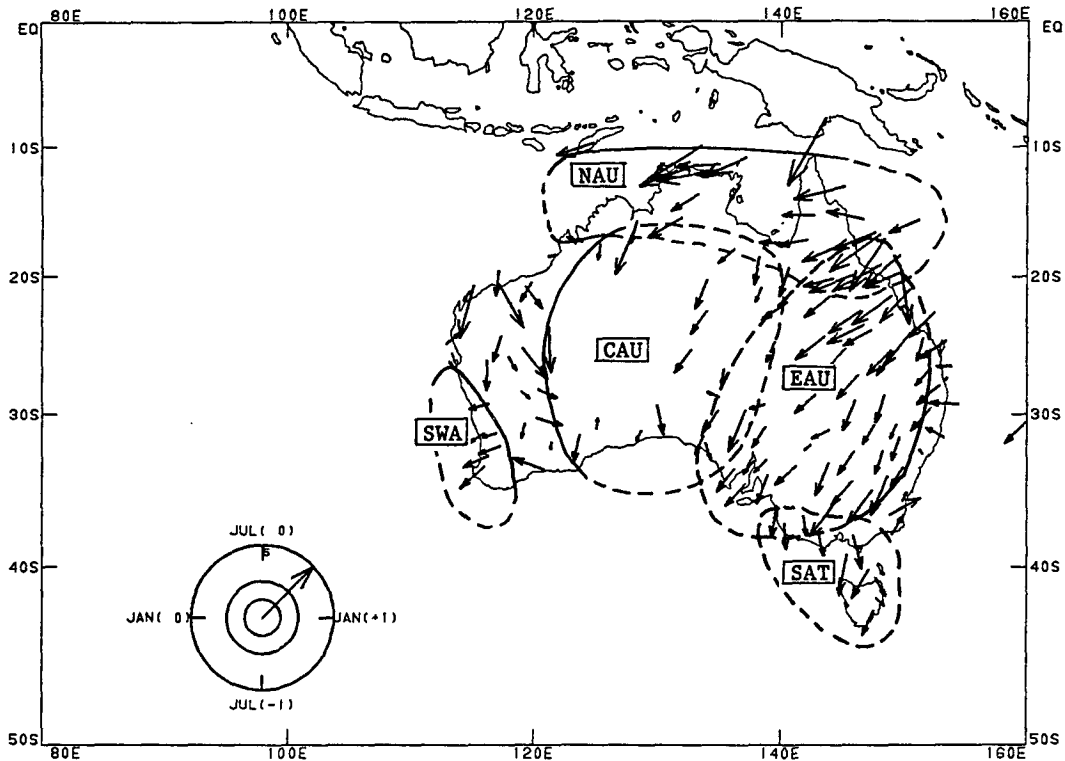 80E 100E 120E 140E 160E
EQ EQ
10S 10S
NAU
20S 20S
CAU
EAU
30S 30S
SWA
JUL( 0)
S
40S SAT 40S
JAN( 0) JAN(+1)
JUL(-1)
50S 50S
80E 100E 120E 140E 160E